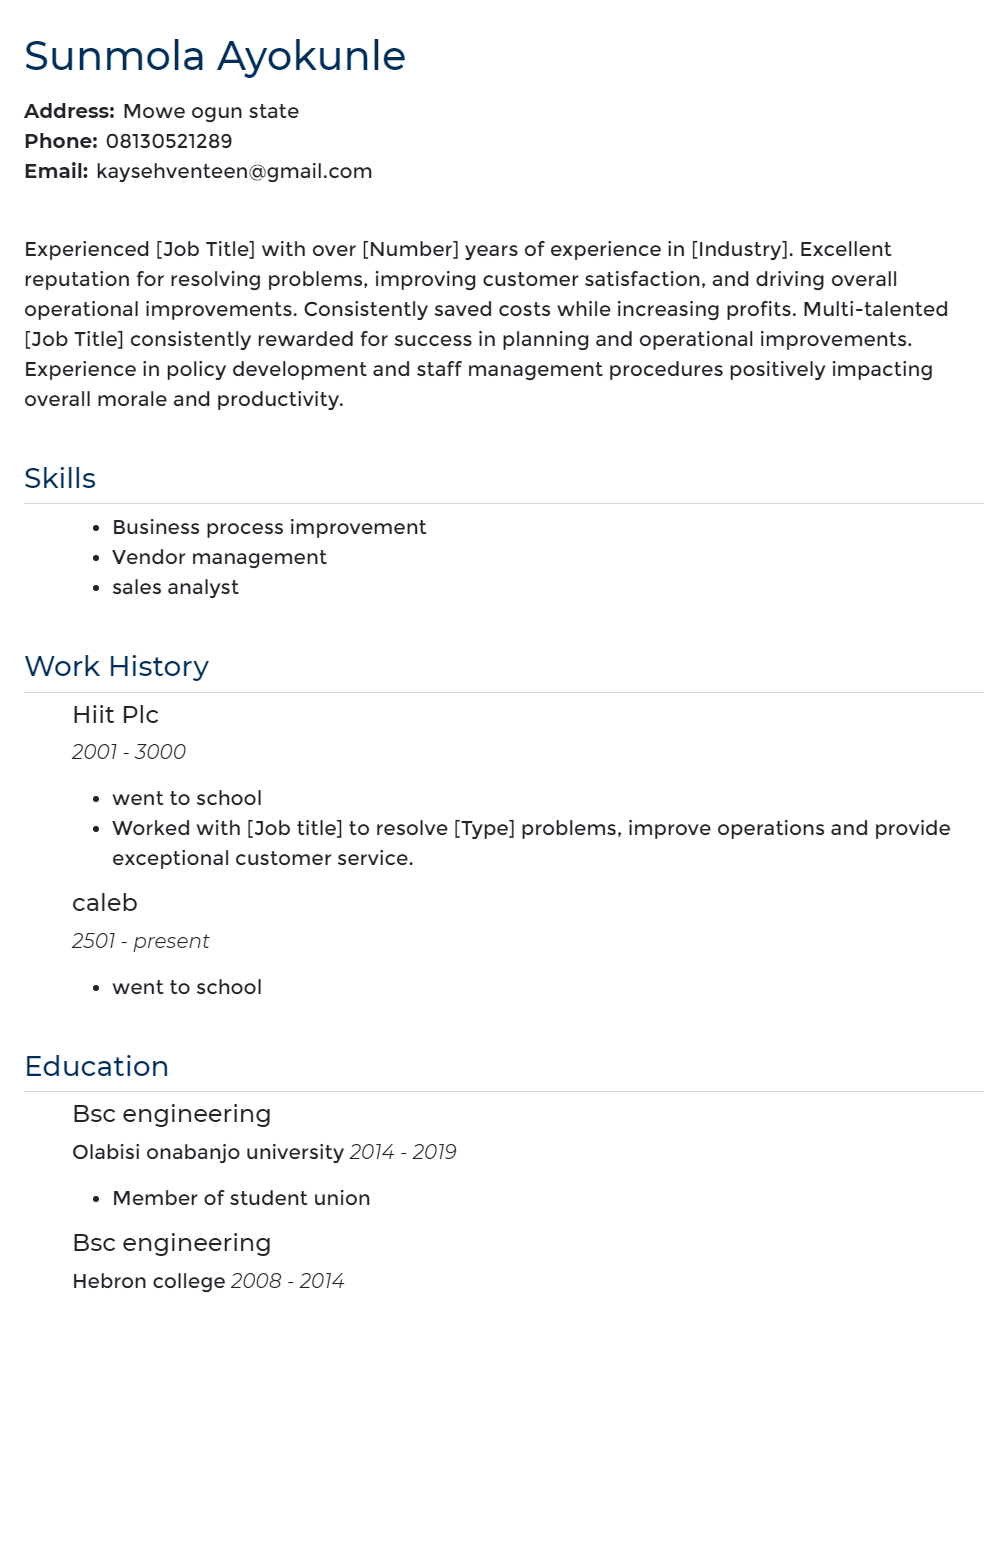 Sunmola Ayokunle
Address: Mowe ogun state
Phone: 08130521289
Email: kaysehventeen@gmail.com
Experienced [Job Title] with over [Number] years of experience in [Industry]. Excellent
reputation for resolving problems, improving customer satisfaction, and driving overall
operational improvements. Consistently saved costs while increasing profits. Multi-talented
[Job Title] consistently rewarded for success in planning and operational improvements.
Experience in policy development and staff management procedures positively impacting
overall morale and productivity.
Skills
• Business process improvement
• Vendor management
• sales analyst
Work History
Hiit Plc
2001 - 3000
• went to school
• Worked with [Job title] to resolve [Type] problems, improve operations and provide
exceptional customer service.
caleb
2501 - present
• went to school
Education
Bsc engineering
Olabisi onabanjo university 2014 - 2019
• Member of student union
Bsc engineering
Hebron college 2008 - 2014